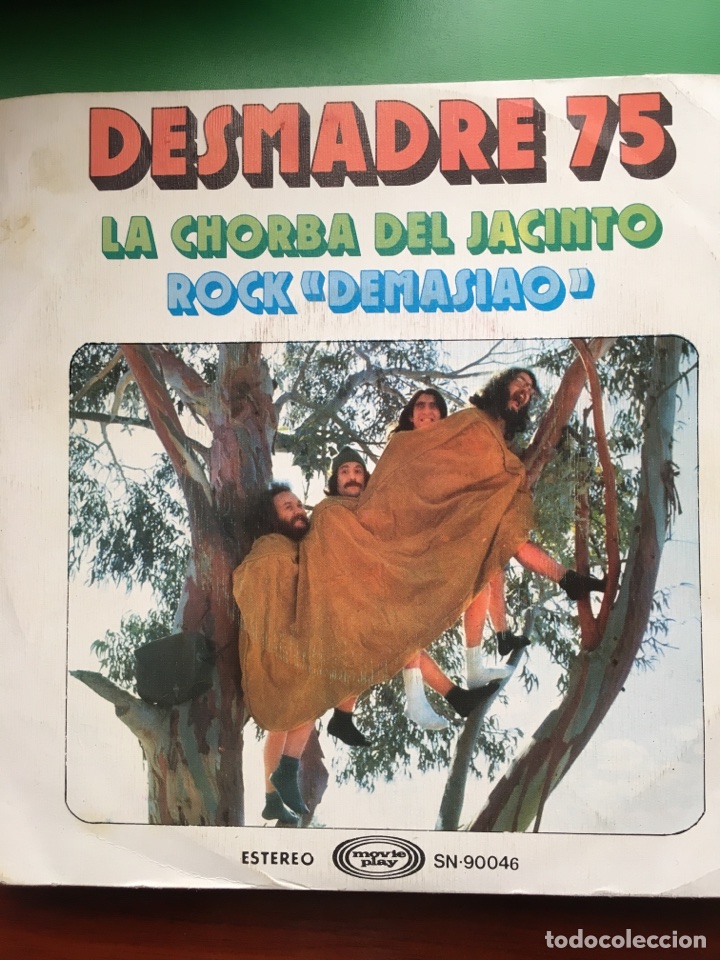 DESMADRE 75
LA CHORBA DEL JACINTO
ROCK «DEMASIAO»
ESTEREO movie play SN-90046
todocoleccion